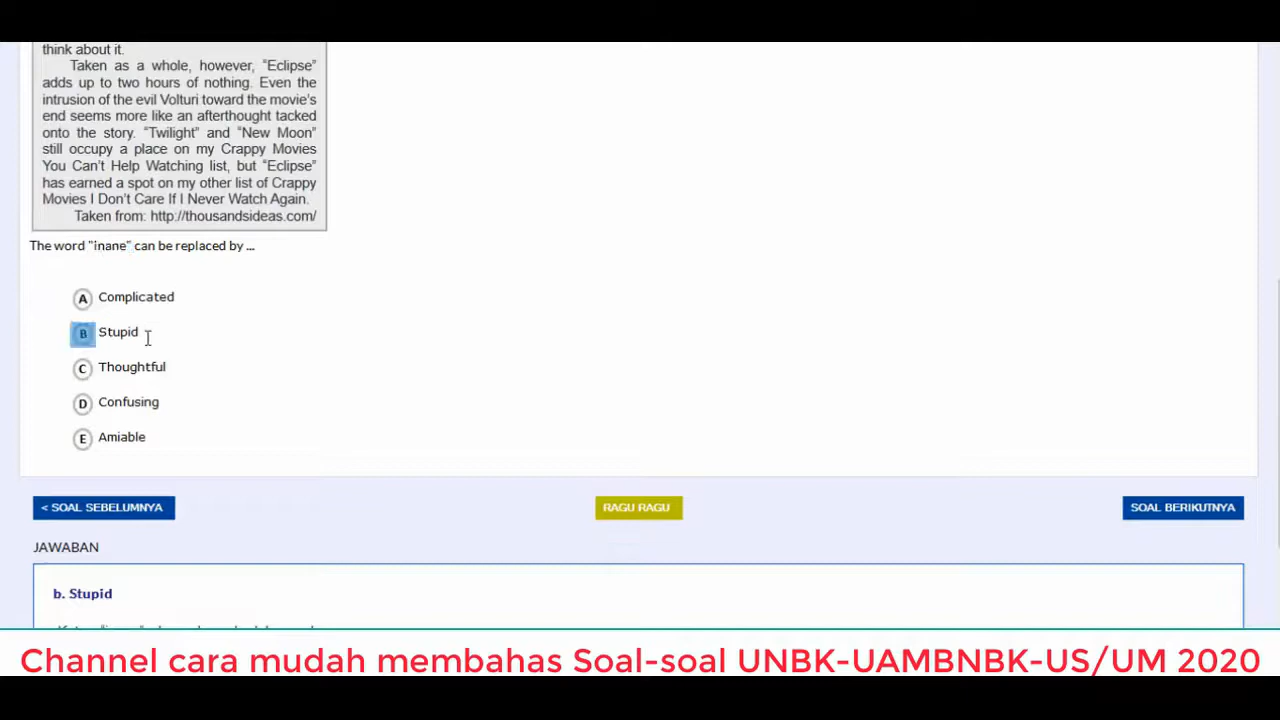 think about it.
Taken as a whole, however, “Eclipse”
adds up to two hours of nothing. Even the
intrusion of the evil Volturi toward the movie's
end seems more like an afterthought tacked
onto the story. “Twilight” and “New Moon”
still occupy a place on my Crappy Movies
You Can't Help Watching list, but “Eclipse”
has earned a spot on my other list of Crappy
Movies I Don't Care If I Never Watch Again.
Taken from: http://thousandsideas.com/
The word "inane" can be replaced by ...
A Complicated
B Stupid
C Thoughtful
D Confusing
E Amiable
< SOAL SEBELUMNYA
RAGU RAGU
SOAL BERIKUTNYA
JAWABAN
b. Stupid
Channel cara mudah membahas Soal-soal UNBK-UAMBNBK-US/UM 2020